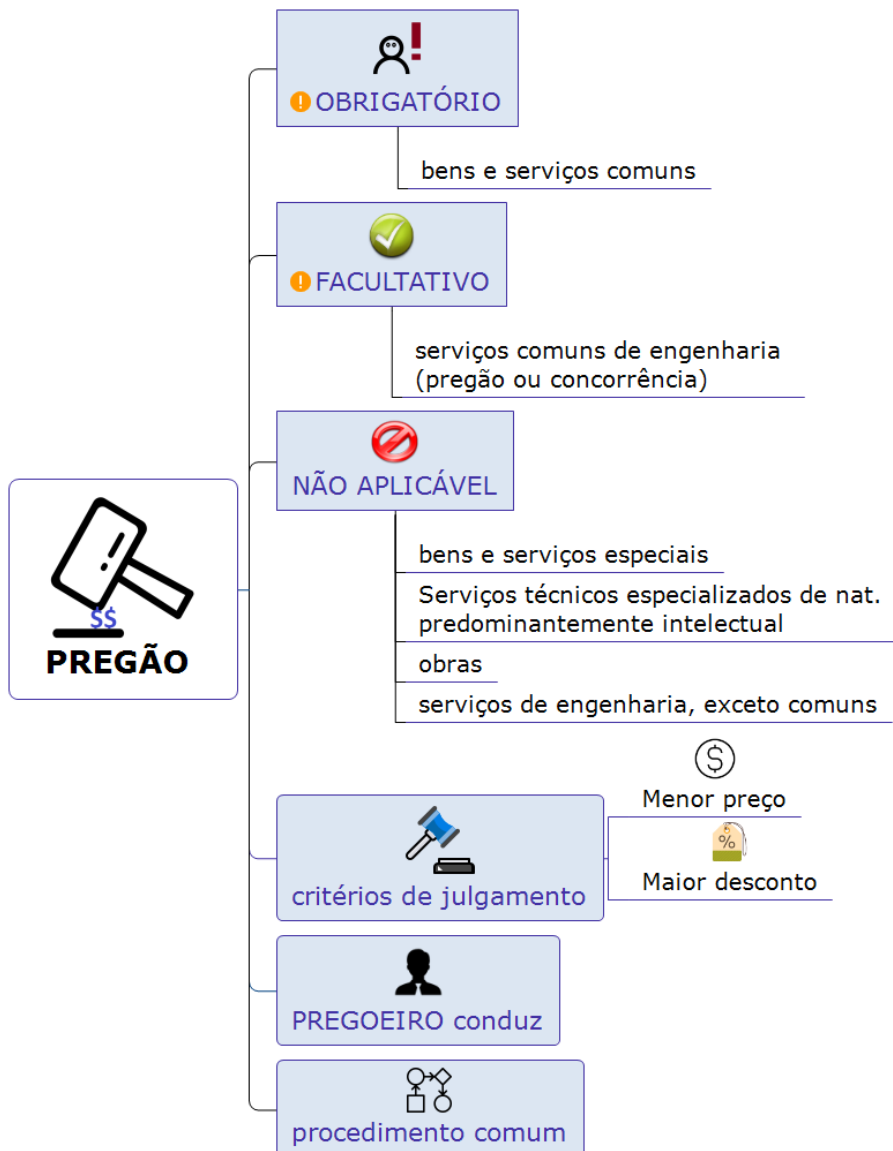 OBRIGATÓRIO
bens e serviços comuns
FACULTATIVO
serviços comuns de engenharia
(pregão ou concorrência)
NÃO APLICÁVEL
bens e serviços especiais
Serviços técnicos especializados de nat.
predominantemente intelectual
obras
serviços de engenharia, exceto comuns
$$
PREGÃO
$
Menor preço
%
Maior desconto
critérios de julgamento
PREGOEIRO conduz
procedimento comum